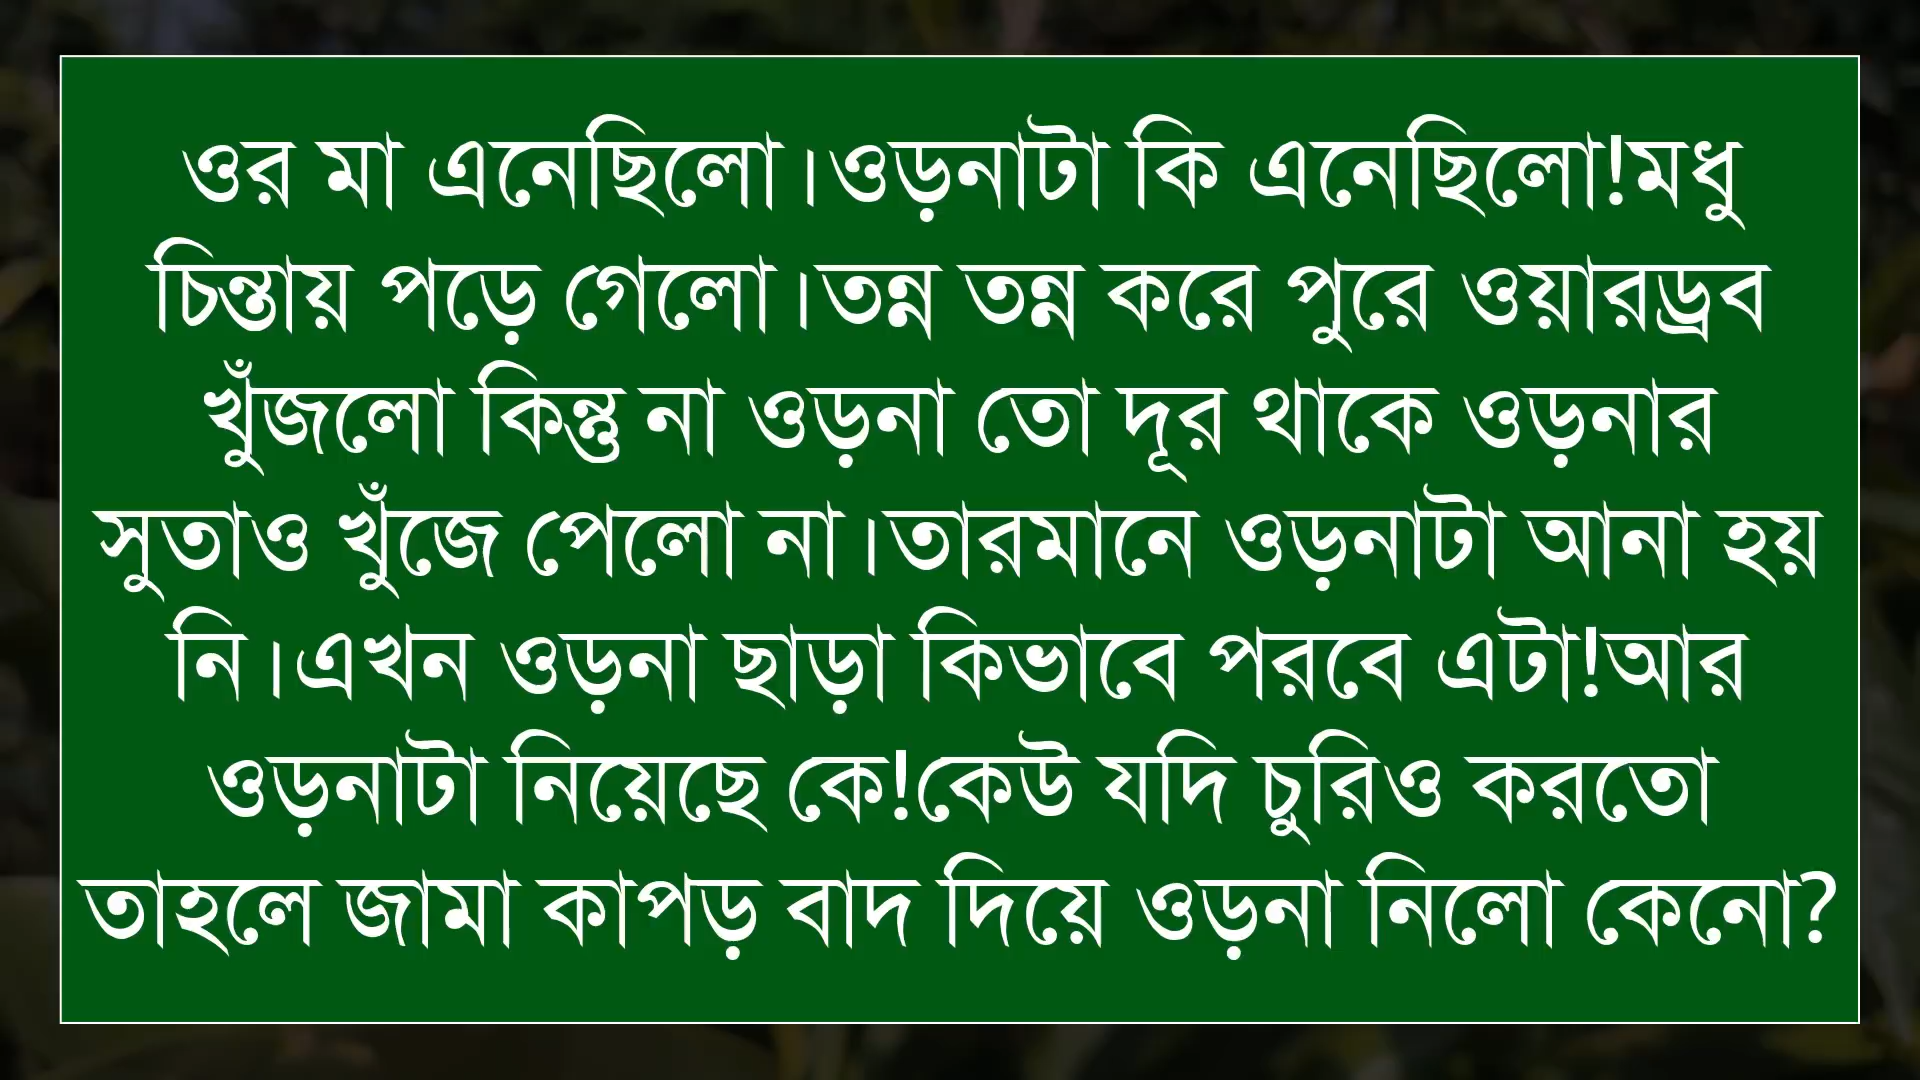 ওর মা এনেছিলো।ওড়নাটা কি এনেছিলো!মধু
চিন্তায় পড়ে গেলো।তন্ন তন্ন করে পুরে ওয়ারড্রব
খুঁজলো কিন্তু না ওড়না তো দূর থাকে ওড়নার
সুতাও খুঁজে পেলো না।তারমানে ওড়নাটা আনা হয়
নি।এখন ওড়না ছাড়া কিভাবে পরবে এটা!আর
ওড়নাটা নিয়েছে কে!কেউ যদি চুরিও করতো
তাহলে জামা কাপড় বাদ দিয়ে ওড়না নিলো কেনো?